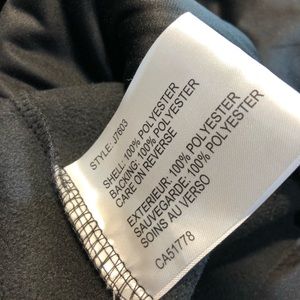 STYLE: J7603
SHELL: 100% POLYESTER
BACKING: 100% POLYESTER
CARE ON REVERSE
EXTERIEUR: 100% POLYESTER
SAUVEGARDE: 100% POLYESTER
SOINS AU VERSO
CA51778